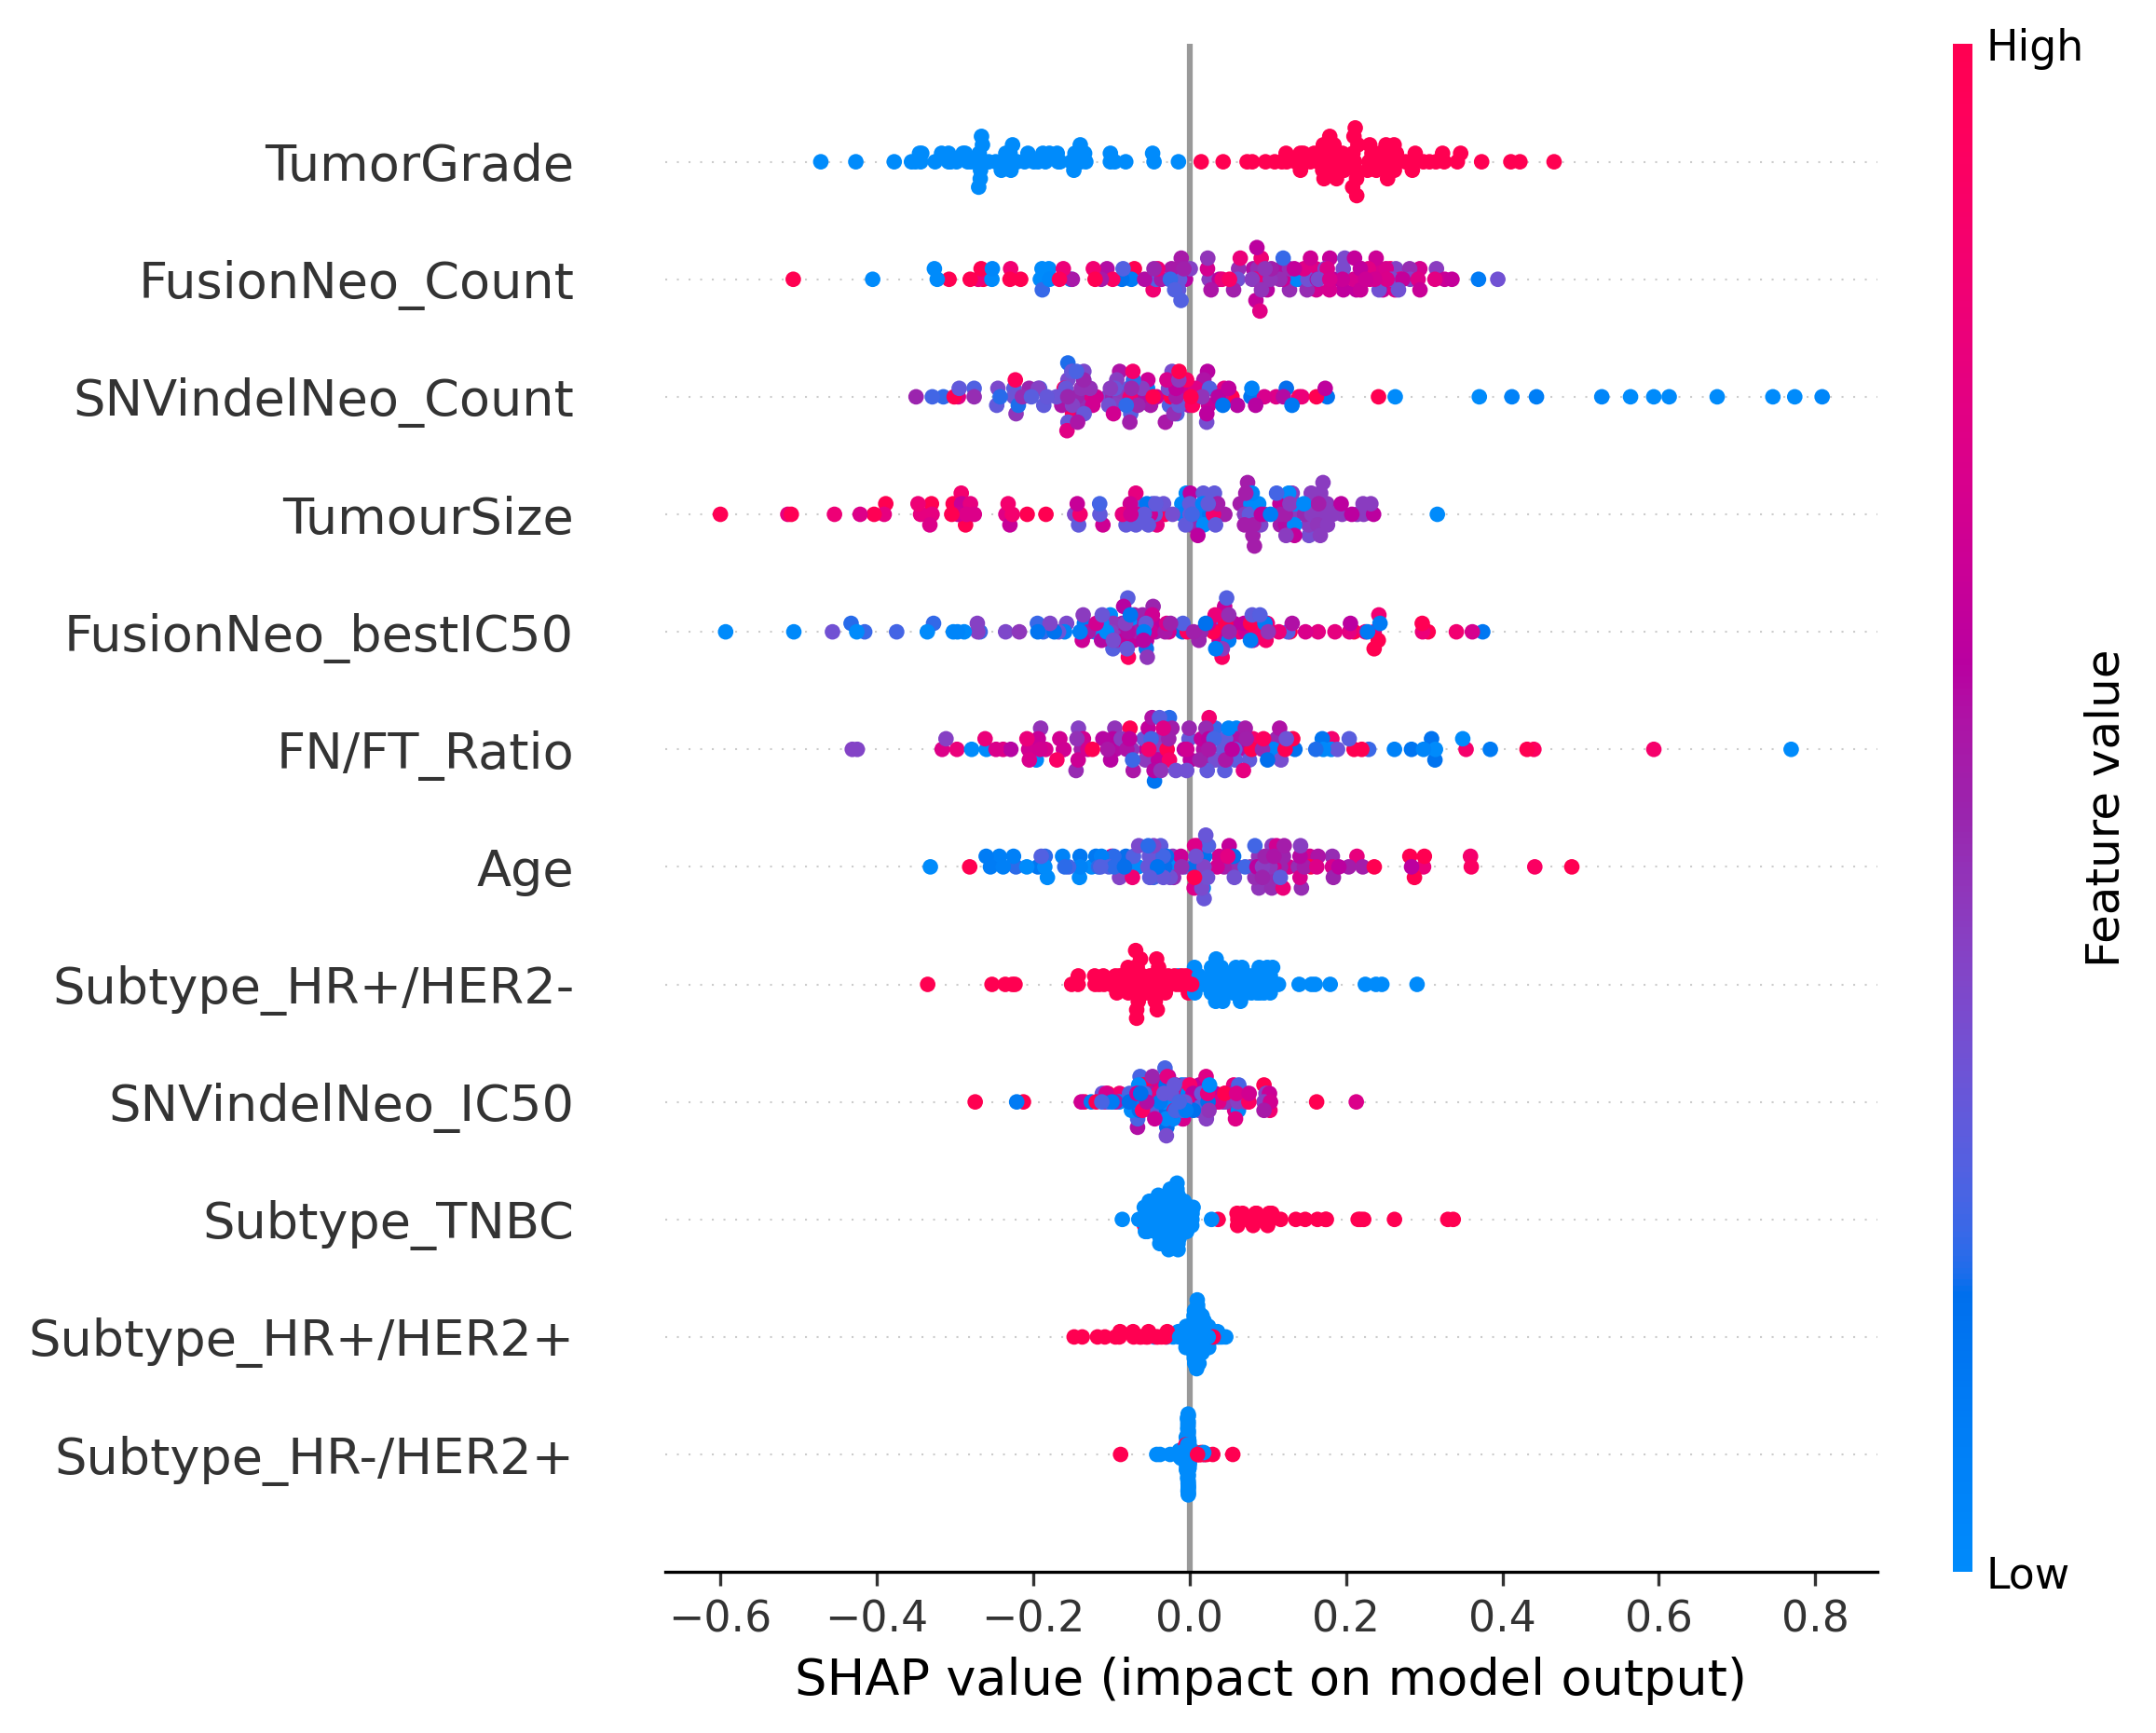 High
TumorGrade
FusionNeo_Count
SNVindelNeo_Count
TumourSize
FusionNeo_bestIC50
FN/FT_Ratio
Age
Subtype_HR+/HER2-
SNVindelNeo_IC50
Subtype_TNBC
Subtype_HR+/HER2+
Subtype_HR-/HER2+
Feature value
Low
−0.6 −0.4 −0.2 0.0 0.2 0.4 0.6 0.8
SHAP value (impact on model output)